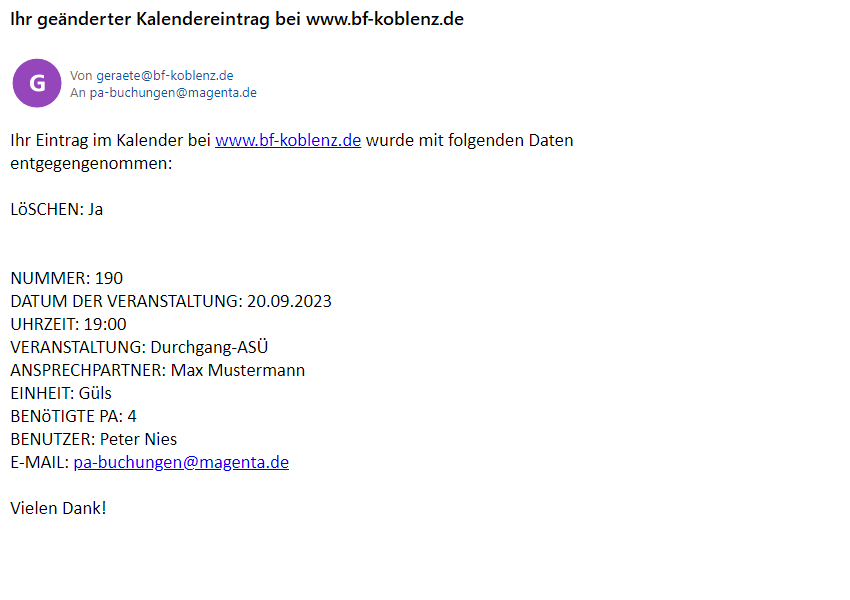 Ihr geänderter Kalendereintrag bei www.bf-koblenz.de
G
Von geraete@bf-koblenz.de
An pa-buchungen@magenta.de
Ihr Eintrag im Kalender bei www.bf-koblenz.de wurde mit folgenden Daten
entgegengenommen:
LöSCHEN: Ja
NUMMER: 190
DATUM DER VERANSTALTUNG: 20.09.2023
UHRZEIT: 19:00
VERANSTALTUNG: Durchgang-ASÜ
ANSPRECHPARTNER: Max Mustermann
EINHEIT: Güls
BENöTIGTE PA: 4
BENUTZER: Peter Nies
E-MAIL: pa-buchungen@magenta.de
Vielen Dank!